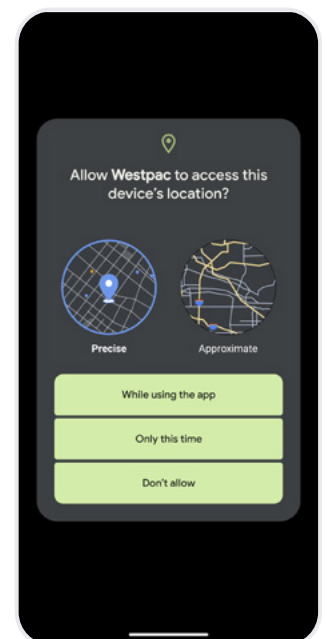 Allow Westpac to access this
device's location?
Precise
Approximate
While using the app
Only this time
Don't allow